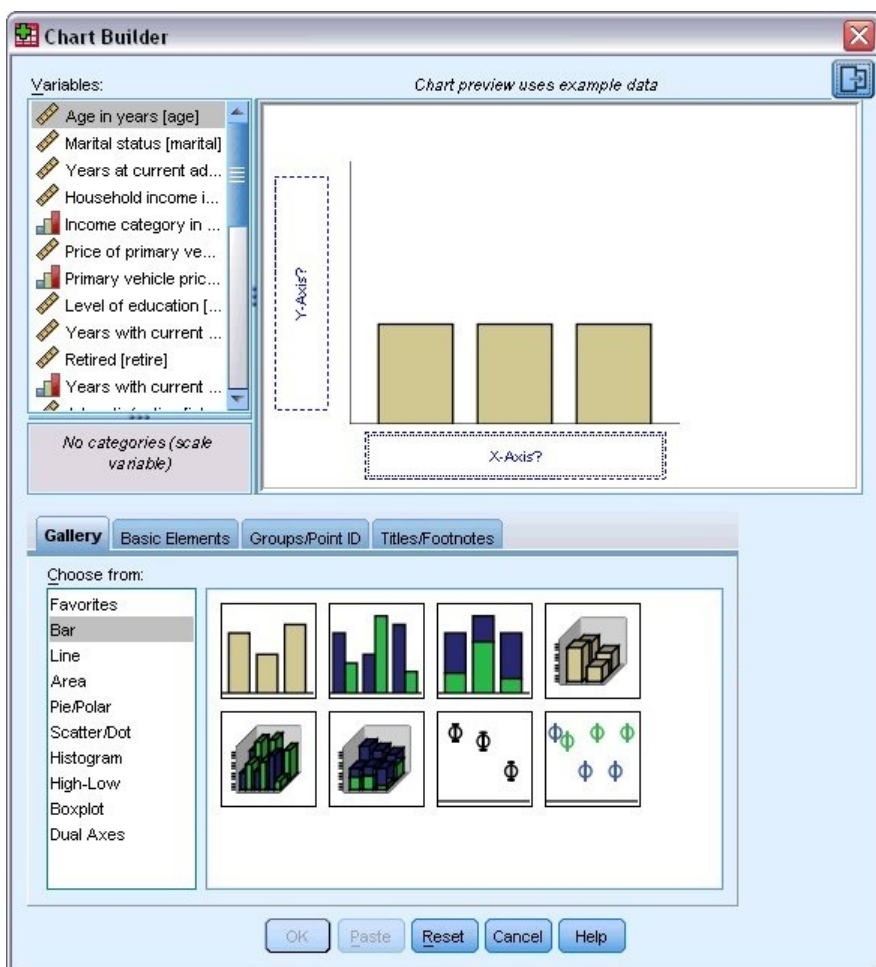 Chart Builder
Variables:
Chart preview uses example data
Age in years [age]
Marital status [marital]
Years at current ad...
Household income i...
Income category in ...
Price of primary ve...
Primary vehicle pric...
Level of education [...
Years with current ...
Retired [retire]
Years with current ...
No categories (scale
variable)
Y-Axis?
X-Axis?
Gallery
Basic Elements
Groups/Point ID
Titles/Footnotes
Choose from:
Favorites
Bar
Line
Area
Pie/Polar
Scatter/Dot
Histogram
High-Low
Boxplot
Dual Axes
OK
Paste
Reset
Cancel
Help